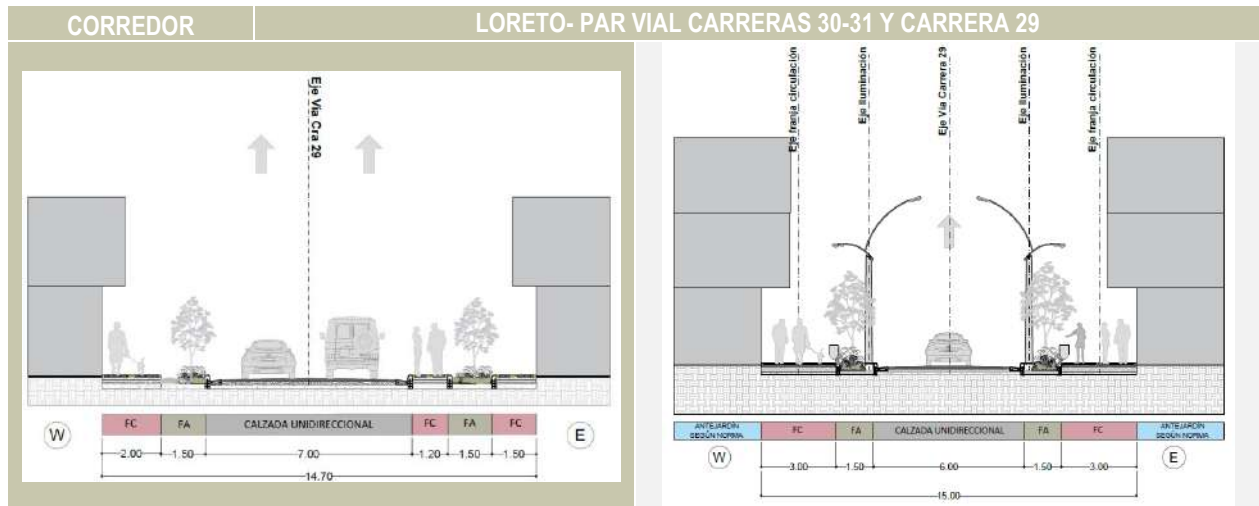 CORREDOR
LORETO- PAR VIAL CARRERAS 30-31 Y CARRERA 29
Eje Vía Cra 29
FC
FA
CALZADA UNIDIRECCIONAL
FC
FA
FC
W
E
2.00
1.50
7.00
1.20
1.50
1.50
14.70
Eje franja circulación
Eje Iluminación
Eje Vía Carrera 29
Eje Iluminación
Eje franja circulación
ANTEJARDÍN
SEGÚN NORMA
FC
FA
CALZADA UNIDIRECCIONAL
FA
FC
ANTEJARDÍN
SEGÚN NORMA
W
E
3.00
1.50
6.00
1.50
3.00
15.00